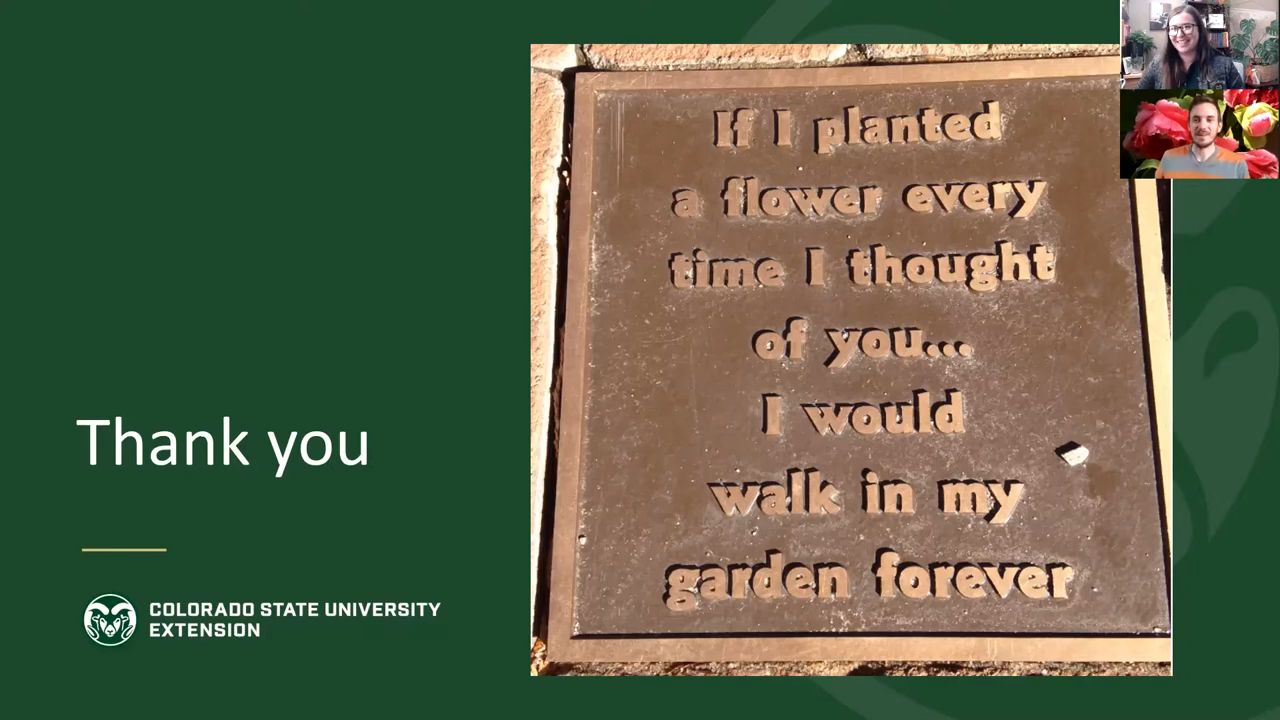 Thank you
COLORADO STATE UNIVERSITY
EXTENSION
If I planted
a flower every
time I thought
of you...
I would
walk in my
garden forever